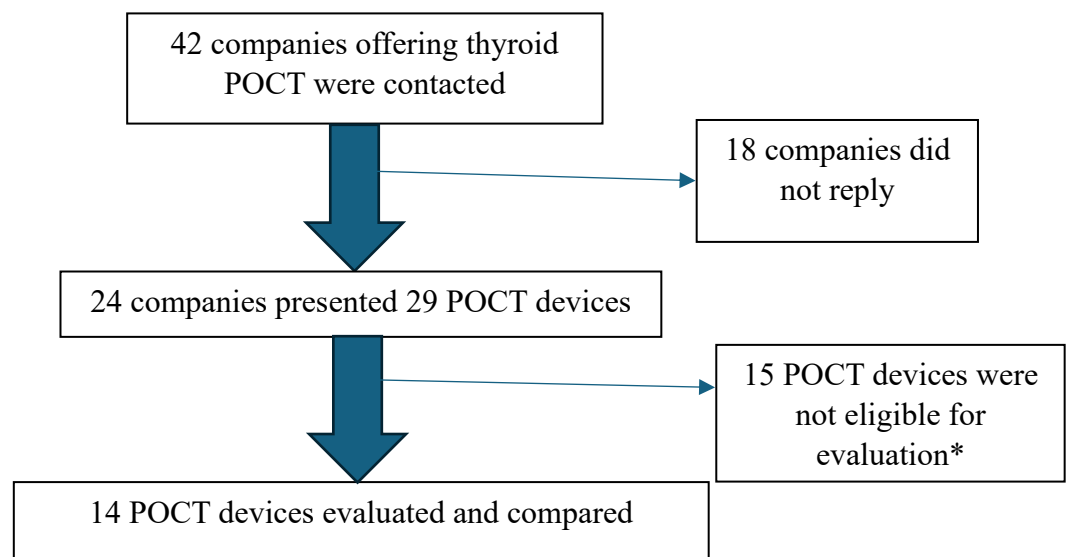 42 companies offering thyroid
POCT were contacted
18 companies did
not reply
24 companies presented 29 POCT devices
15 POCT devices were
not eligible for
evaluation*
14 POCT devices evaluated and compared